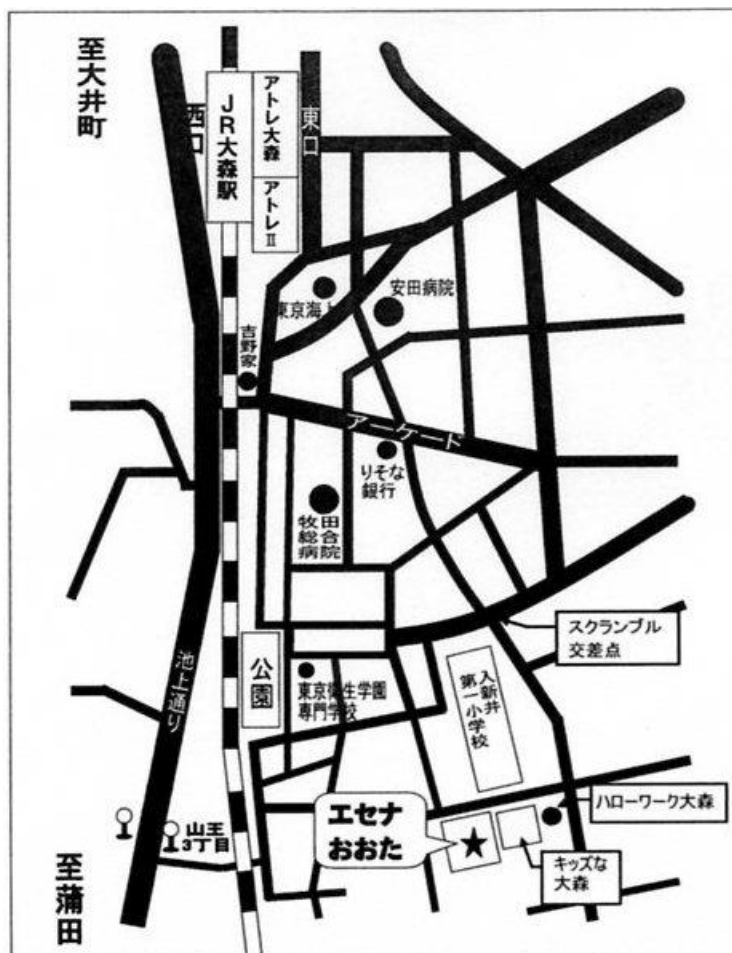 至大井町
西口
JR大森駅
アトレ大森
アトレⅡ
東口
東京海上
安田病院
吉野家
アーケード
りそな
銀行
牧田
総合
病院
スクランブル
交差点
公園
池上通り
東京衛生学園
専門学校
入新井
第一小学校
ハローワーク大森
エセナ
おおた
キッズな
大森
山王
3丁目
至蒲田